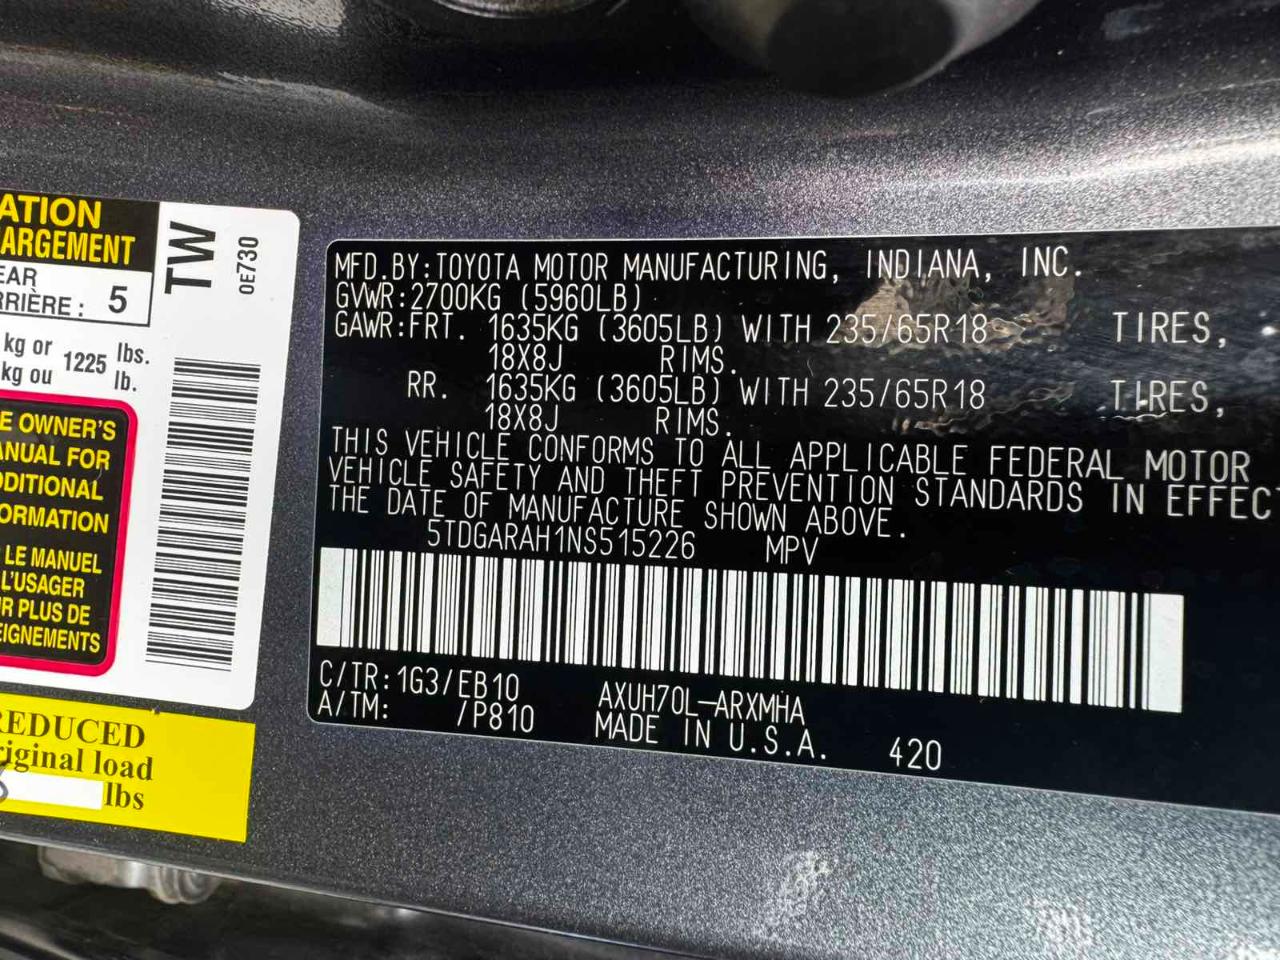 ATION
ARGEMENT
EAR
RRIÈRE : 5
kg or 1225 lbs.
kg ou lb.
E OWNER'S
ANUAL FOR
DDITIONAL
ORMATION
LE MANUEL
L'USAGER
R PLUS DE
EIGNEMENTS
TW
0E730
REDUCED
riginal load
lbs
MFD.BY:TOYOTA MOTOR MANUFACTURING, INDIANA, INC.
GVWR:2700KG (5960LB)
GAWR:FRT. 1635KG (3605LB) WITH 235/65R18 TIRES,
18X8J RIMS.
RR. 1635KG (3605LB) WITH 235/65R18 TIRES,
18X8J RIMS.
THIS VEHICLE CONFORMS TO ALL APPLICABLE FEDERAL MOTOR
VEHICLE SAFETY AND THEFT PREVENTION STANDARDS IN EFFECT
THE DATE OF MANUFACTURE SHOWN ABOVE.
5TDGARAH1NS515226 MPV
C/TR:1G3/EB10 AXUH70L-ARXMHA
A/TM: /P810 MADE IN U.S.A. 420